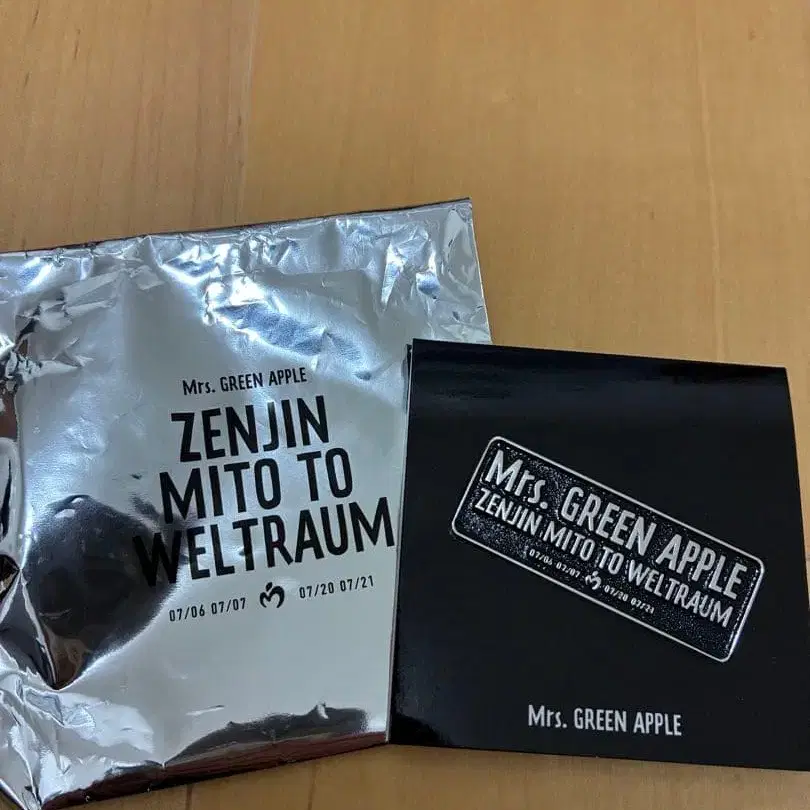 Mrs. GREEN APPLE
ZENJIN
MITO TO
WELTRAUM
07/06 07/07 07/20 07/21
Mrs. GREEN APPLE
ZENJIN MITO TO WELTRAUM
07/06 07/07 07/20 07/21
Mrs. GREEN APPLE